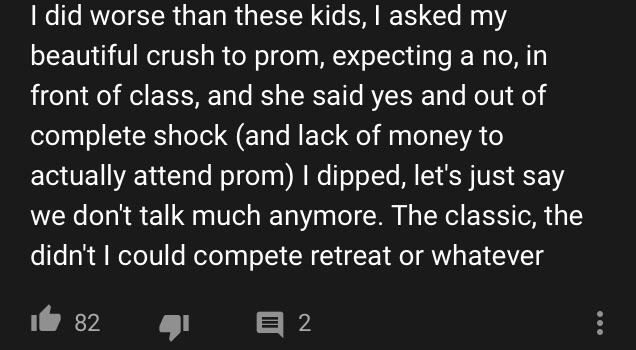 I did worse than these kids, I asked my
beautiful crush to prom, expecting a no, in
front of class, and she said yes and out of
complete shock (and lack of money to
actually attend prom) I dipped, let's just say
we don't talk much anymore. The classic, the
didn't I could compete retreat or whatever
82
2